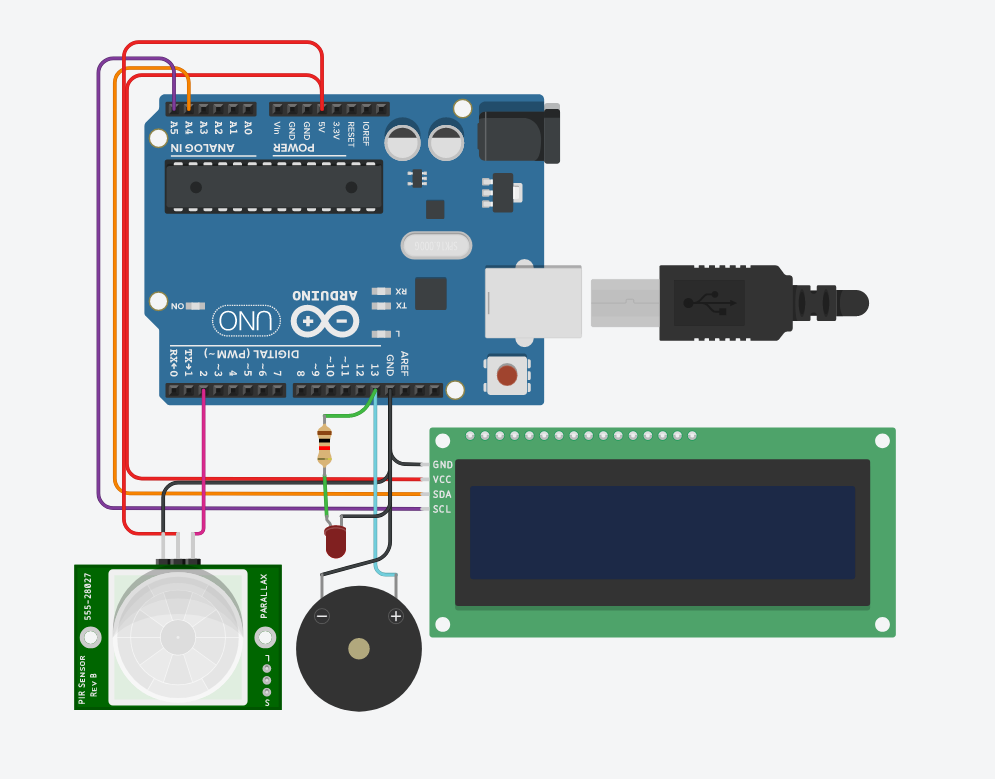 A5 A4 A3 A2 A1 A0
Vin GND GND 5V 3.3V RESET IOREF
ANALOG IN
POWER
RX
TX
ON
ARDUINO
UNO
L
DIGITAL (PWM~)
RX←0 TX→1 2 ~3 4 ~5 ~6 7 8 ~9 ~10 ~11 12 13 GND AREF
GND
VCC
SDA
SCL
555-28027
PARALLAX
PIR SENSOR
REV B
L
S